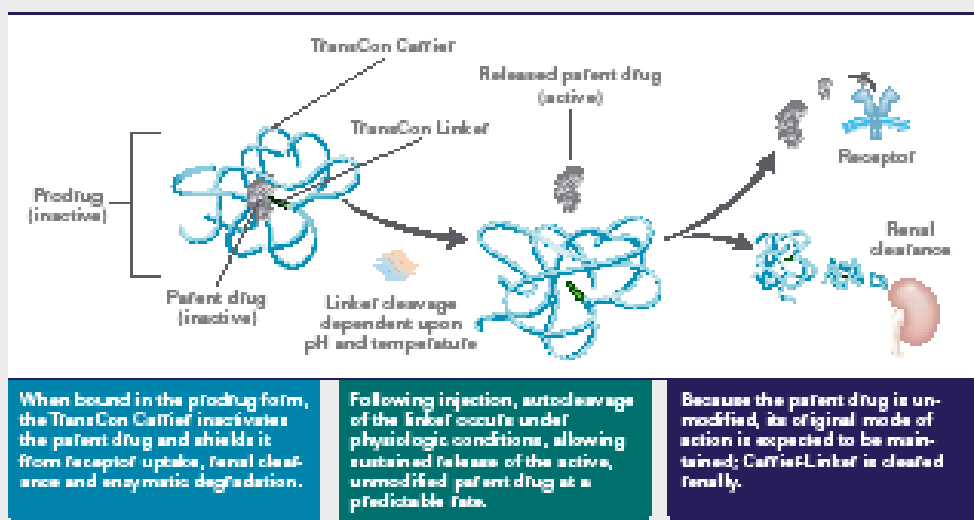 TransCon Carrier
Released parent drug
(active)
TransCon Linker
Receptor
Prodrug
(inactive)
Renal
clearance
Parent drug
(inactive)
Linker cleavage
dependent upon
pH and temperature
When bound in the prodrug form,
the TransCon Carrier inactivates
the parent drug and shields it
from receptor uptake, renal clear-
ance and enzymatic degradation.
Following injection, autocleavage
of the linker occurs under
physiologic conditions, allowing
sustained release of the active,
unmodified parent drug at a
predictable rate.
Because the parent drug is un-
modified, its original mode of
action is expected to be main-
tained; Carrier-Linker is cleared
renally.